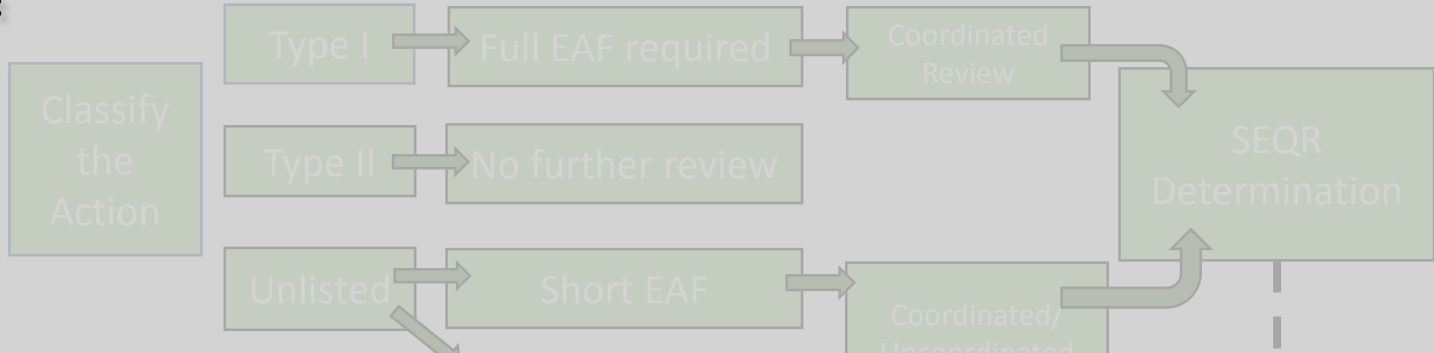 Classify
the
Action
Type I
Full EAF required
Coordinated
Review
SEQR
Determination
Type II
No further review
Unlisted
Short EAF
Coordinated/
Uncoordinated